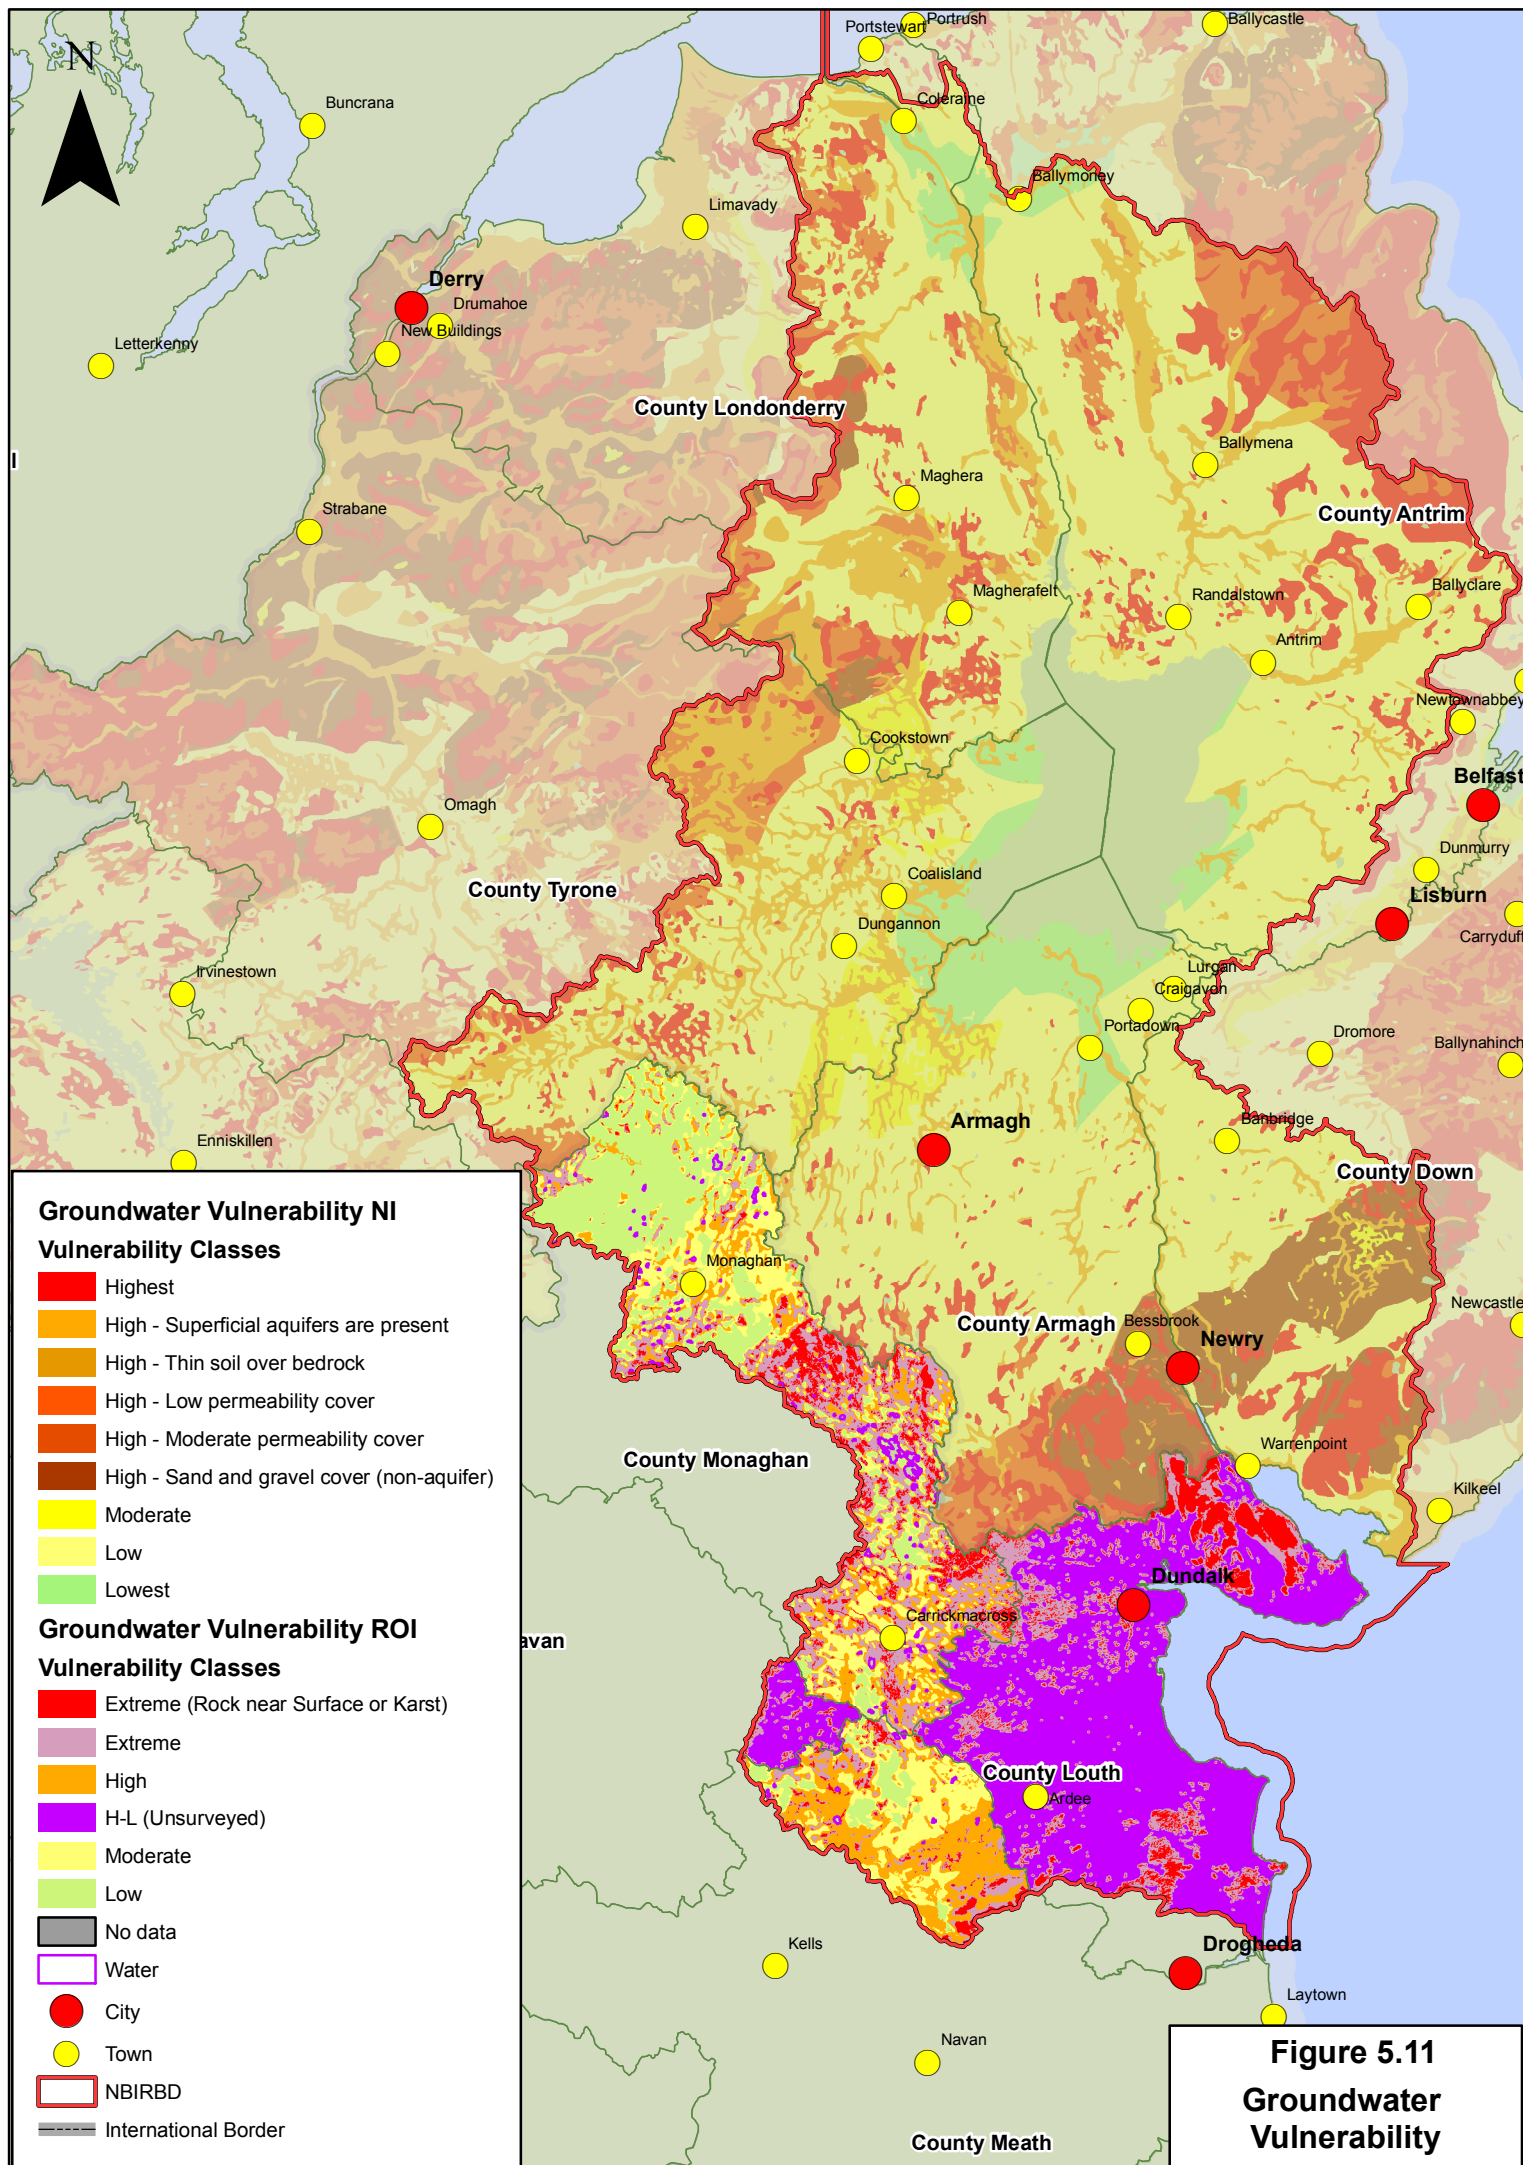 N
Portstewart
Portrush
Ballycastle
Buncrana
Coleraine
Ballymoney
Limavady
Derry
Drumahoe
New Buildings
Letterkenny
County Londonderry
l
Ballymena
Maghera
Strabane
County Antrim
Magherafelt
Randalstown
Ballyclare
Antrim
Newtownabbey
Cookstown
Belfast
Omagh
Dunmurry
County Tyrone
Coalisland
Lisburn
Dungannon
Carryduff
Irvinestown
Lurgan
Craigavon
Portadown
Dromore
Ballynahinch
Armagh
Banbridge
Enniskillen
County Down
Monaghan
Newcastle
County Armagh
Bessbrook
Newry
Warrenpoint
County Monaghan
Kilkeel
Dundalk
Carrickmacross
avan
County Louth
Ardee
Kells
Drogheda
Laytown
Navan
County Meath
Groundwater Vulnerability NI
Vulnerability Classes
Highest
High - Superficial aquifers are present
High - Thin soil over bedrock
High - Low permeability cover
High - Moderate permeability cover
High - Sand and gravel cover (non-aquifer)
Moderate
Low
Lowest
Groundwater Vulnerability ROI
Vulnerability Classes
Extreme (Rock near Surface or Karst)
Extreme
High
H-L (Unsurveyed)
Moderate
Low
No data
Water
City
Town
NBIRBD
International Border
Figure 5.11
Groundwater
Vulnerability